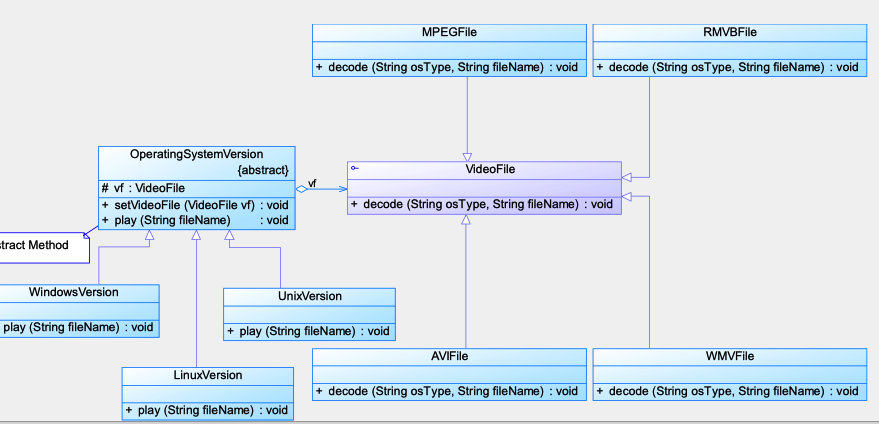 MPEGFile
+ decode (String osType, String fileName) : void
RMVBFile
+ decode (String osType, String fileName) : void
OperatingSystemVersion
{abstract}
# vf : VideoFile
+ setVideoFile (VideoFile vf) : void
+ play (String fileName) : void
vf
VideoFile
+ decode (String osType, String fileName) : void
stract Method
WindowsVersion
play (String fileName) : void
UnixVersion
+ play (String fileName) : void
LinuxVersion
+ play (String fileName) : void
AVIFile
+ decode (String osType, String fileName) : void
WMVFile
+ decode (String osType, String fileName) : void